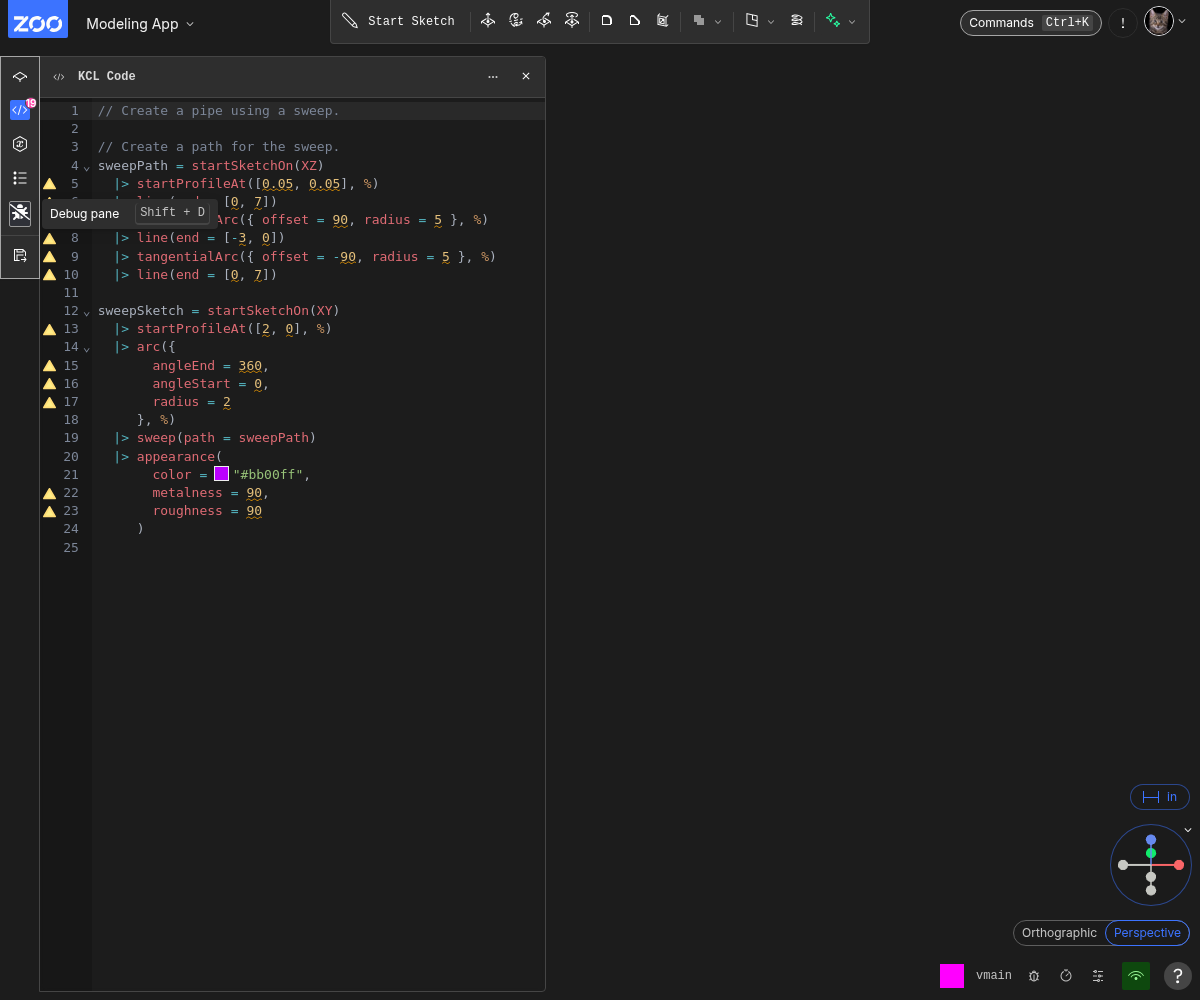 ZOO
Modeling App
Start Sketch
Commands Ctrl+K
!
19
KCL Code
1 // Create a pipe using a sweep.
2
3 // Create a path for the sweep.
4 sweepPath = startSketchOn(XZ)
5 |> startProfileAt([0.05, 0.05], %)
[0, 7])
Debug pane Shift + D
Arc({ offset = 90, radius = 5 }, %)
8 |> line(end = [-3, 0])
9 |> tangentialArc({ offset = -90, radius = 5 }, %)
10 |> line(end = [0, 7])
11
12 sweepSketch = startSketchOn(XY)
13 |> startProfileAt([2, 0], %)
14 |> arc({
15 angleEnd = 360,
16 angleStart = 0,
17 radius = 2
18 }, %)
19 |> sweep(path = sweepPath)
20 |> appearance(
21 color = "#bb00ff",
22 metalness = 90,
23 roughness = 90
24 )
25
in
Orthographic Perspective
vmain
?